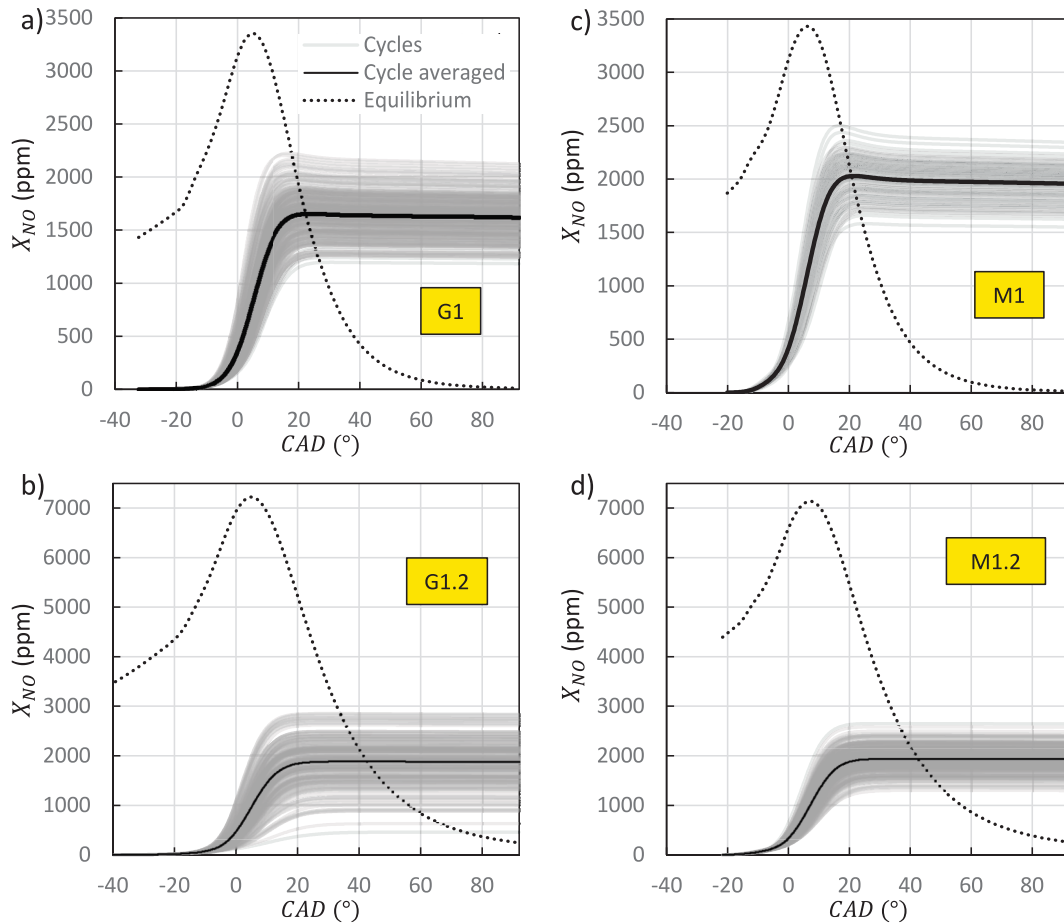 a)
3500
3000
2500
2000
1500
1000
500
0
X_NO (ppm)
Cycles
Cycle averaged
Equilibrium
G1
-40 -20 0 20 40 60 80
CAD (°)
c)
3500
3000
2500
2000
1500
1000
500
0
X_NO (ppm)
M1
-40 -20 0 20 40 60 80
CAD (°)
b)
7000
6000
5000
4000
3000
2000
1000
0
X_NO (ppm)
G1.2
-40 -20 0 20 40 60 80
CAD (°)
d)
7000
6000
5000
4000
3000
2000
1000
0
X_NO (ppm)
M1.2
-40 -20 0 20 40 60 80
CAD (°)